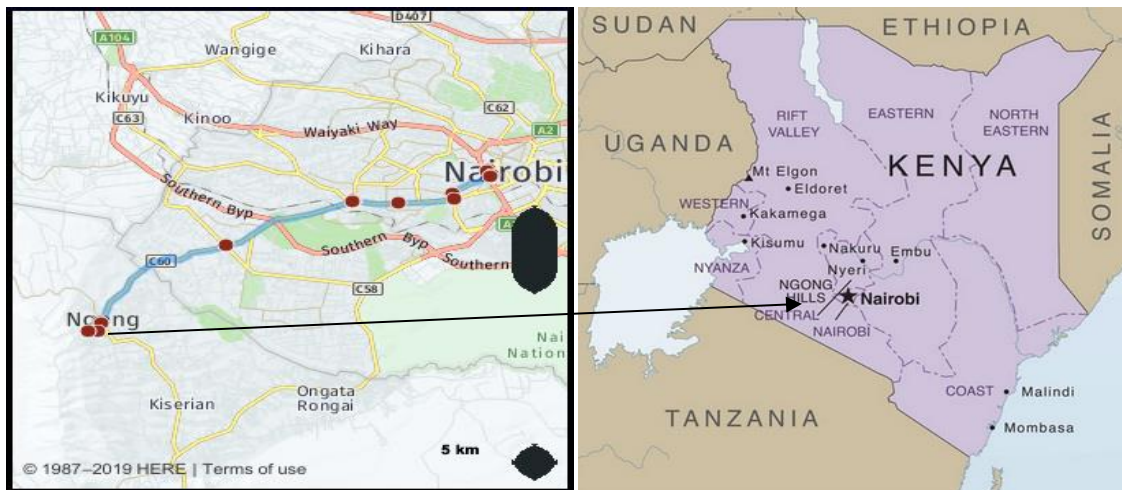 D407
A104
Wangige
Kihara
Kikuyu
C63
Kinoo
C62
Waiyaki Way
A2
Nairobi
Southern Byp
Southern Byp
Southern
C60
C58
Ngong
Nai
Nation
Ongata
Rongai
Kiserian
5 km
© 1987–2019 HERE | Terms of use
SUDAN
ETHIOPIA
RIFT
VALLEY
EASTERN
NORTH
EASTERN
UGANDA
KENYA
SOMALIA
Mt Elgon
Eldoret
WESTERN
Kakamega
Kisumu
Nakuru
Embu
NYANZA
Nyeri
NGONG
HILLS
Nairobi
CENTRAL
NAIROBI
COAST
Malindi
TANZANIA
Mombasa